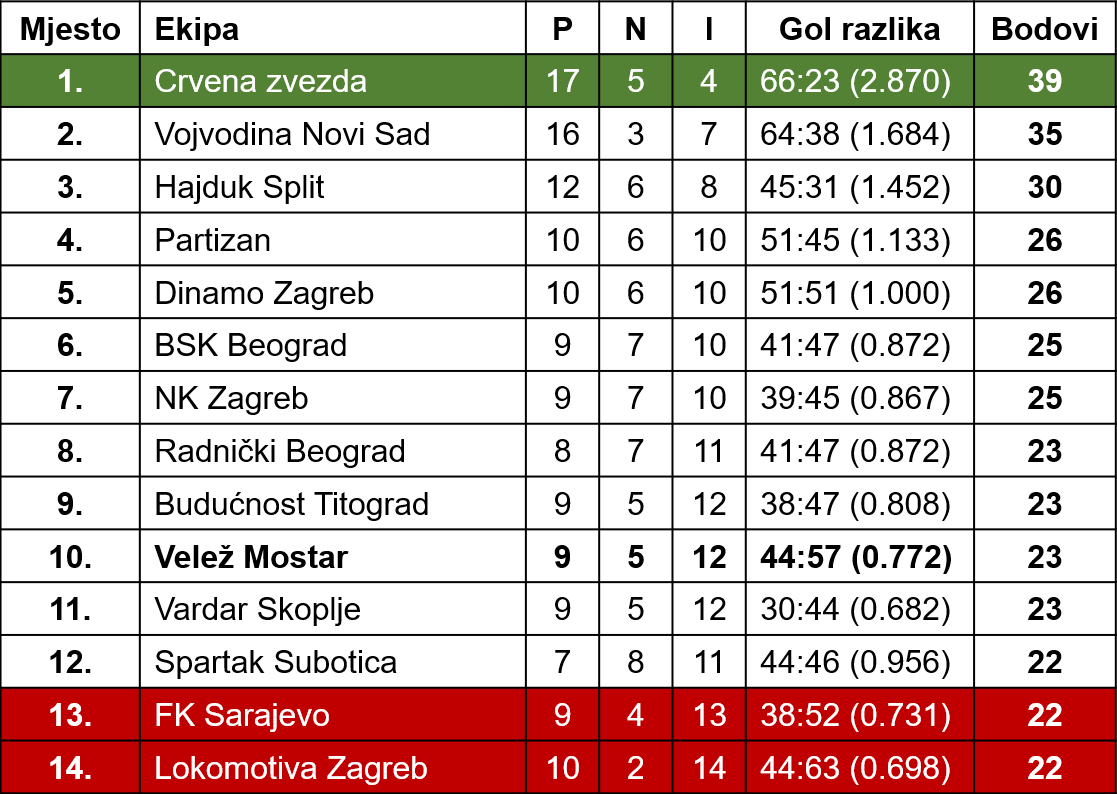 Mjesto Ekipa P N I Gol razlika Bodovi
1. Crvena zvezda 17 5 4 66:23 (2.870) 39
2. Vojvodina Novi Sad 16 3 7 64:38 (1.684) 35
3. Hajduk Split 12 6 8 45:31 (1.452) 30
4. Partizan 10 6 10 51:45 (1.133) 26
5. Dinamo Zagreb 10 6 10 51:51 (1.000) 26
6. BSK Beograd 9 7 10 41:47 (0.872) 25
7. NK Zagreb 9 7 10 39:45 (0.867) 25
8. Radnički Beograd 8 7 11 41:47 (0.872) 23
9. Budućnost Titograd 9 5 12 38:47 (0.808) 23
10. Velež Mostar 9 5 12 44:57 (0.772) 23
11. Vardar Skoplje 9 5 12 30:44 (0.682) 23
12. Spartak Subotica 7 8 11 44:46 (0.956) 22
13. FK Sarajevo 9 4 13 38:52 (0.731) 22
14. Lokomotiva Zagreb 10 2 14 44:63 (0.698) 22